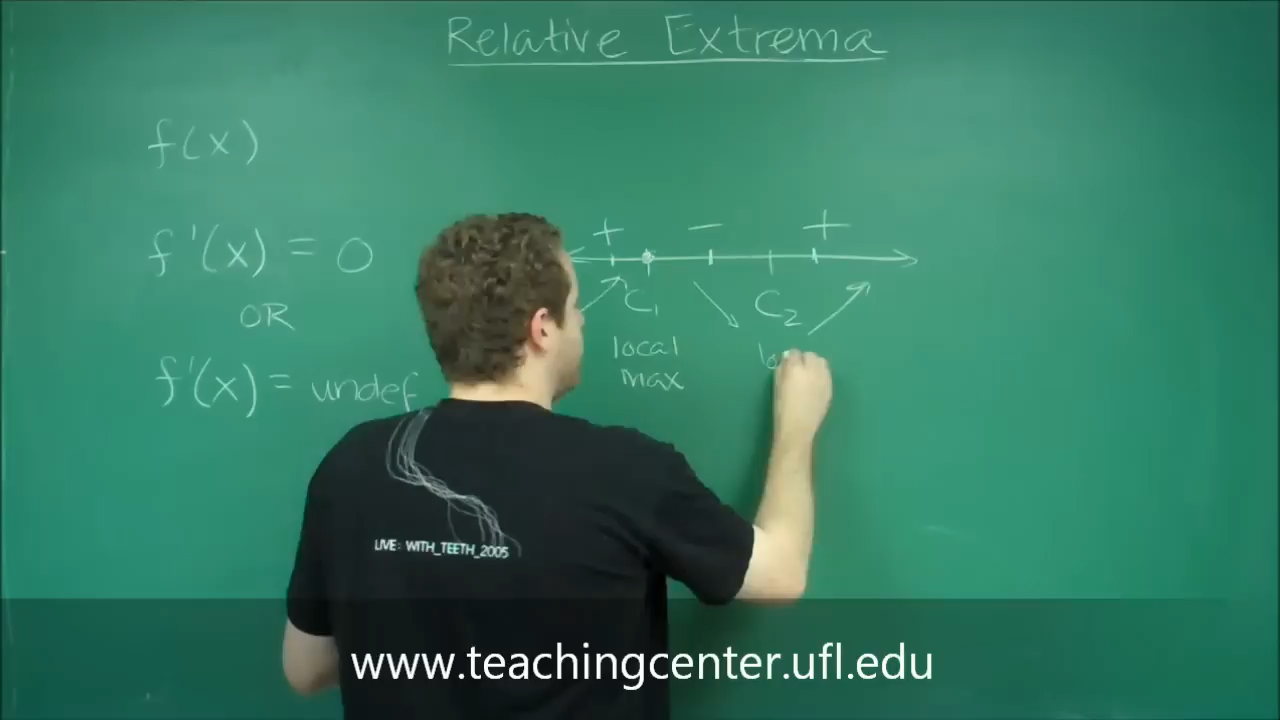 Relative Extrema
f(x)
f'(x) = 0
OR
f'(x) = undef
+ − +
C₁ C₂
local
max
LIVE: WITH_TEETH_2005
www.teachingcenter.ufl.edu